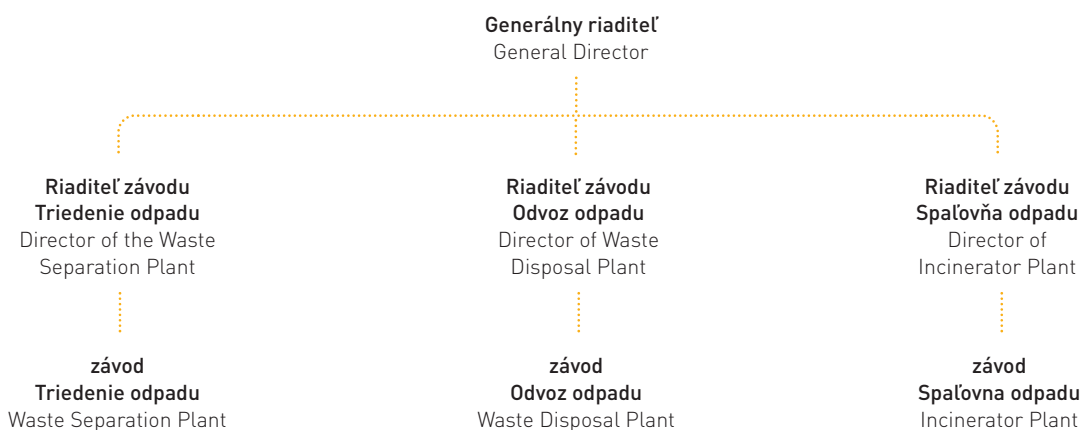 Generálny riaditeľ
General Director
Riaditeľ závodu
Triedenie odpadu
Director of the Waste
Separation Plant
Riaditeľ závodu
Odvoz odpadu
Director of Waste
Disposal Plant
Riaditeľ závodu
Spaľovňa odpadu
Director of
Incinerator Plant
závod
Triedenie odpadu
Waste Separation Plant
závod
Odvoz odpadu
Waste Disposal Plant
závod
Spaľovna odpadu
Incinerator Plant